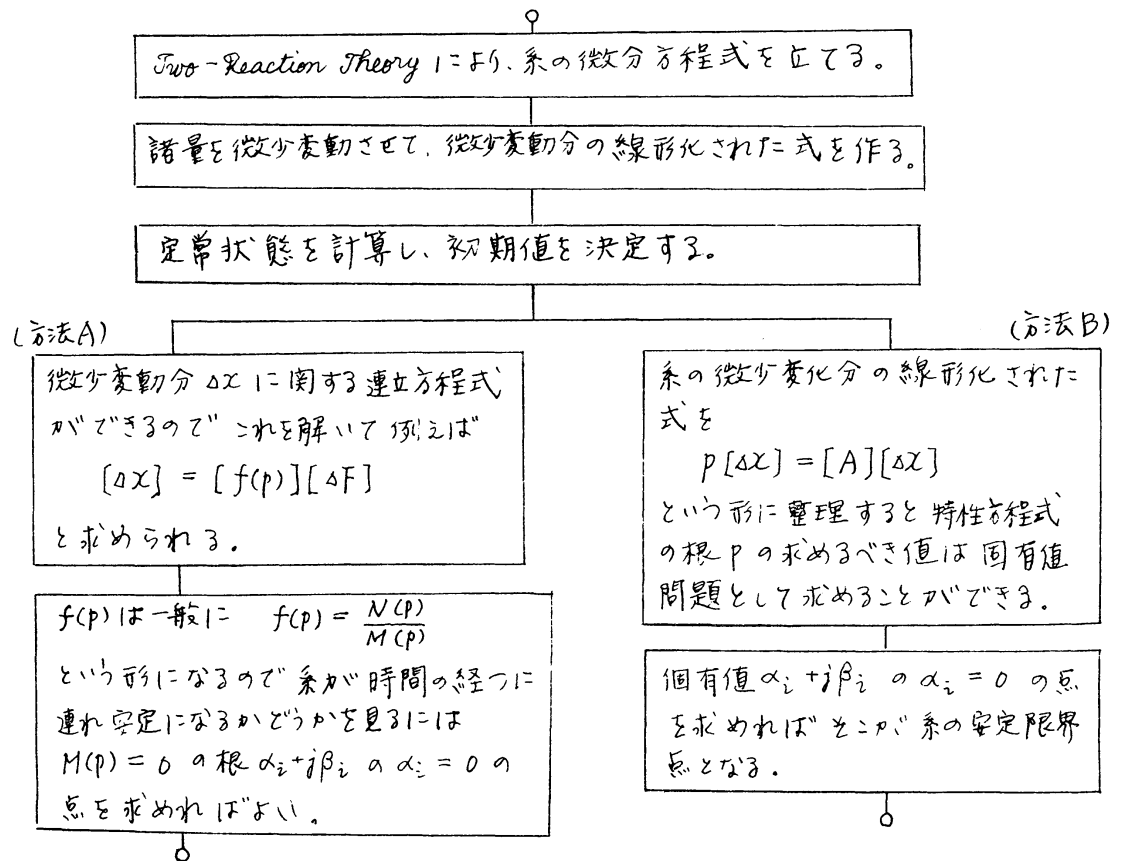 Two-Reaction Theory により、系の微分方程式を立てる。
諸量を微少変動させて、微少変動分の線形化された式を作る。
定常状態を計算し、初期値を決定する。
(方法A)
微少変動分 Δx に関する連立方程式
ができるので これを解いて 例えば
[Δx] = [f(p)][ΔF]
と求められる。
f(p)は一般に f(p) = N(p)/M(p)
という形になるので系が時間の経つに
連れ安定になるかどうかを見るには
M(p) = 0 の根 αi+jβi の αi = 0 の
点を求めればよい。
(方法B)
系の微少変化分の線形化された
式を
p[Δx] = [A][Δx]
という形に整理すると特性方程式
の根 P の求めるべき値は固有値
問題として求めることができる。
個有値 αi+jβi の αi = 0 の点
を求めれば そこが系の安定限界
点となる。